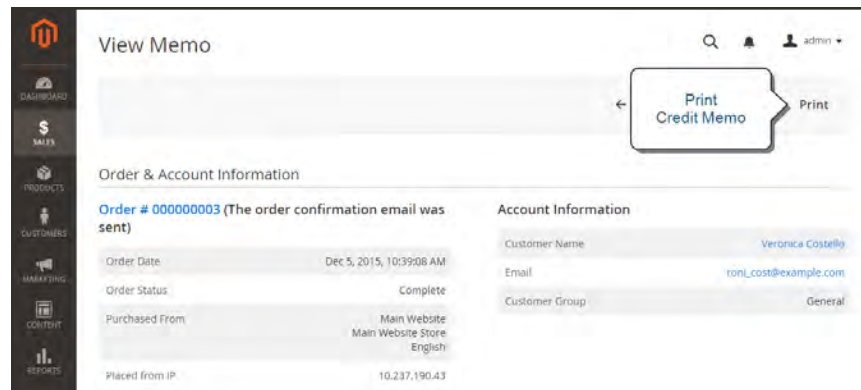 View Memo
admin
Print
Credit Memo
Print
DASHBOARD
SALES
PRODUCTS
CUSTOMERS
MARKETING
CONTENT
REPORTS
Order & Account Information
Order # 000000003 (The order confirmation email was
sent)
Order Date Dec 5, 2015, 10:39:08 AM
Order Status Complete
Purchased From Main Website
Main Website Store
English
Placed from IP 10.237.190.43
Account Information
Customer Name Veronica Costello
Email roni_cost@example.com
Customer Group General